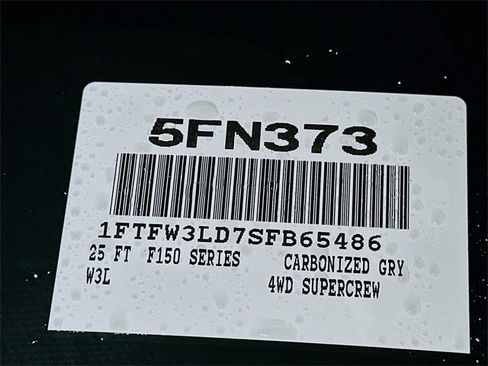 5FN373
1FTFW3LD7SFB65486
25 FT F150 SERIES CARBONIZED GRY
W3L 4WD SUPERCREW